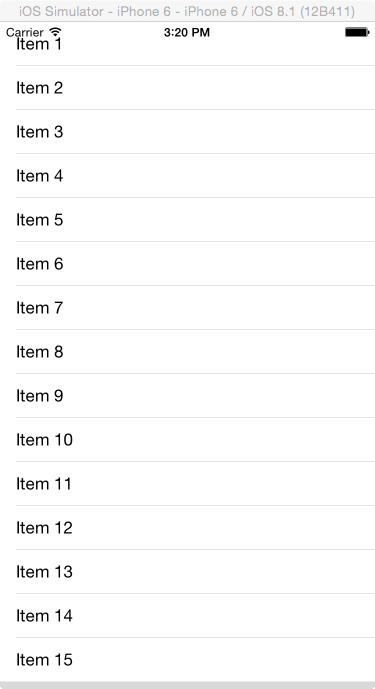 iOS Simulator - iPhone 6 - iPhone 6 / iOS 8.1 (12B411)
Carrier 3:20 PM
Item 1
Item 2
Item 3
Item 4
Item 5
Item 6
Item 7
Item 8
Item 9
Item 10
Item 11
Item 12
Item 13
Item 14
Item 15